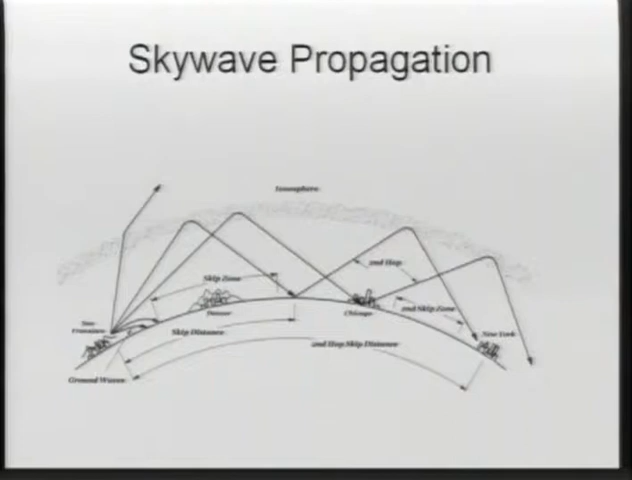 Skywave Propagation
Ionosphere
2nd Hop
Skip Zone
Denver
Chicago
2nd Skip Zone
San
Francisco
Skip Distance
New York
2nd Hop Skip Distance
Ground Waves